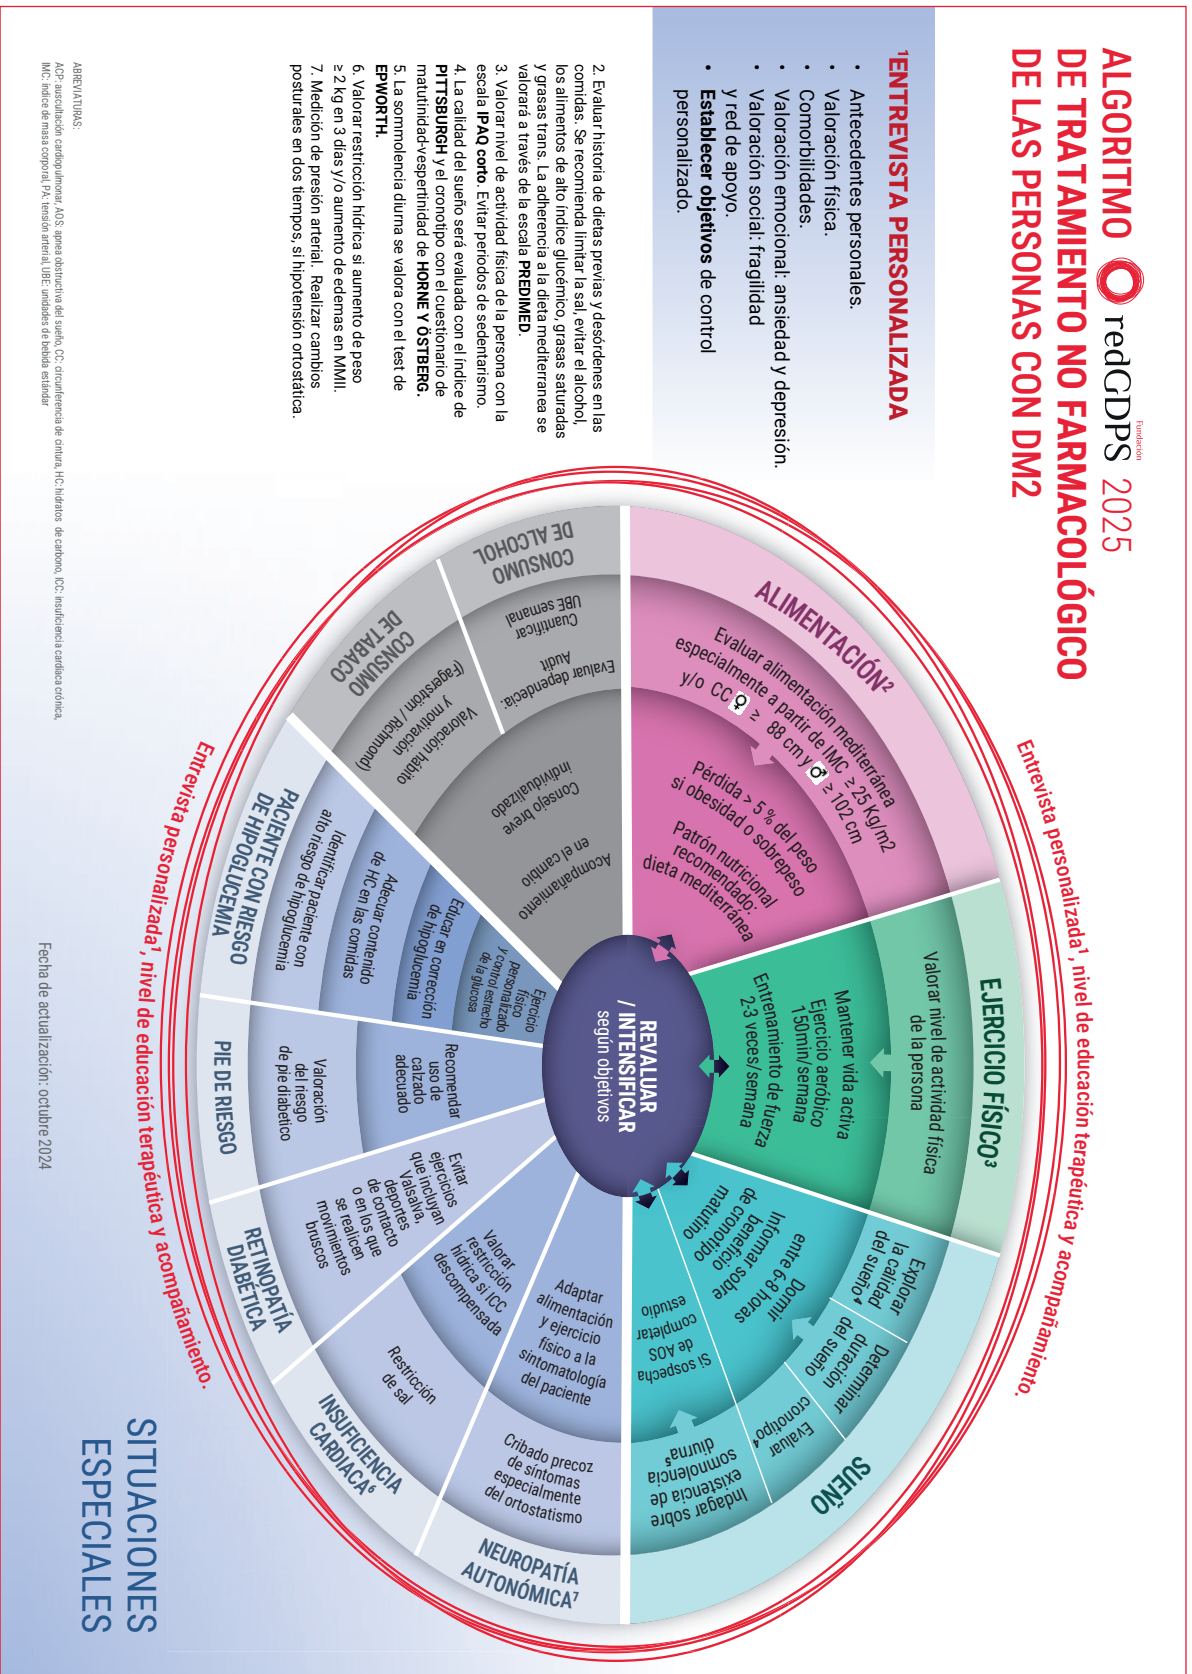 ALGORITMO redGDPS 2025
Fundación
DE TRATAMIENTO NO FARMACOLÓGICO
DE LAS PERSONAS CON DM2
¹ENTREVISTA PERSONALIZADA
• Antecedentes personales.
• Valoración física.
• Comorbilidades.
• Valoración emocional: ansiedad y depresión.
• Valoración social: fragilidad
y red de apoyo.
• Establecer objetivos de control
personalizado.
2. Evaluar historia de dietas previas y desórdenes en las
comidas. Se recomienda limitar la sal, evitar el alcohol,
los alimentos de alto índice glucémico, grasas saturadas
y grasas trans. La adherencia a la dieta mediterranea se
valorará a través de la escala PREDIMED.
3. Valorar nivel de actividad física de la persona con la
escala IPAQ corto. Evitar periodos de sedentarismo.
4. La calidad del sueño será evaluada con el índice de
PITTSBURGH y el cronotipo con el cuestionario de
matutinidad-vespertinidad de HORNE Y ÖSTBERG.
5. La sommolencia diurna se valora con el test de
EPWORTH.
6. Valorar restricción hídrica si aumento de peso
≥ 2 kg en 3 días y/o aumento de edemas en MMII.
7. Medición de presión arterial. Realizar cambios
posturales en dos tiempos, si hipotensión ortostática.
ABREVIATURAS:
ACP: auscultación cardiopulmonar, AOS: apnea obstructiva del sueño, CC: circunferencia de cintura, HC: hidratos de carbono, ICC: insuficiencia cardiaca crónica,
IMC: índice de masa corporal, PA: tensión arterial, UBE: unidades de bebida estándar
Entrevista personalizada¹, nivel de educación terapéutica y acompañamiento.
ALIMENTACIÓN²
Evaluar alimentación mediterránea
especialmente a partir de IMC ≥ 25 Kg/m2
y/o CC ♀ ≥ 88 cm y ♂ ≥ 102 cm
Pérdida > 5 % del peso
si obesidad o sobrepeso
Patrón nutricional
recomendado:
dieta mediterránea
EJERCICIO FÍSICO³
Valorar nivel de actividad física
de la persona
Mantener vida activa
Ejercicio aeróbico
150min/semana
Entrenamiento de fuerza
2-3 veces/semana
SUEÑO
Explorar
la calidad
del sueño⁴
Determinar
duración
del sueño
Evaluar
cronotipo⁴
Indagar sobre
existencia de
somnolencia
diurna⁵
Dormir
entre 6-8 horas
Informar sobre
beneficio
de cronotipo
matutino
Si sospecha
de AOS
completar
estudio
REVALUAR
/ INTENSIFICAR
según objetivos
CONSUMO
DE ALCOHOL
Cuantificar
UBE semanal
Evaluar dependecia:
Audit
CONSUMO
DE TABACO
Valoración hábito
y motivación
(Fagerström / Richmond)
Consejo breve
individualizado
Acompañamiento
en el cambio
PACIENTE CON RIESGO
DE HIPOGLUCEMIA
Identificar paciente con
alto riesgo de hipoglucemia
Adecuar contenido
de HC en las comidas
Educar en corrección
de hipoglucemia
Ejercicio
físico
personalizado
y control estrecho
de la glucosa
PIE DE RIESGO
Valoración
del riesgo
de pie diabetico
Recomendar
uso de
calzado
adecuado
RETINOPATÍA
DIABÉTICA
Evitar
ejercicios
que incluyan
Valsalva,
deportes
de contacto
o en los que
se realicen
movimientos
buscos
INSUFICIENCIA
CARDIACA⁶
Restricción
de sal
Valorar
restricción
hídrica si ICC
descompensada
NEUROPATÍA
AUTONÓMICA⁷
Cribado precoz
de síntomas
especialmente
del ortostatismo
Adaptar
alimentación
y ejercicio
físico a la
sintomatología
del paciente
Entrevista personalizada¹, nivel de educación terapéutica y acompañamiento.
SITUACIONES
ESPECIALES
Fecha de actualización: octubre 2024